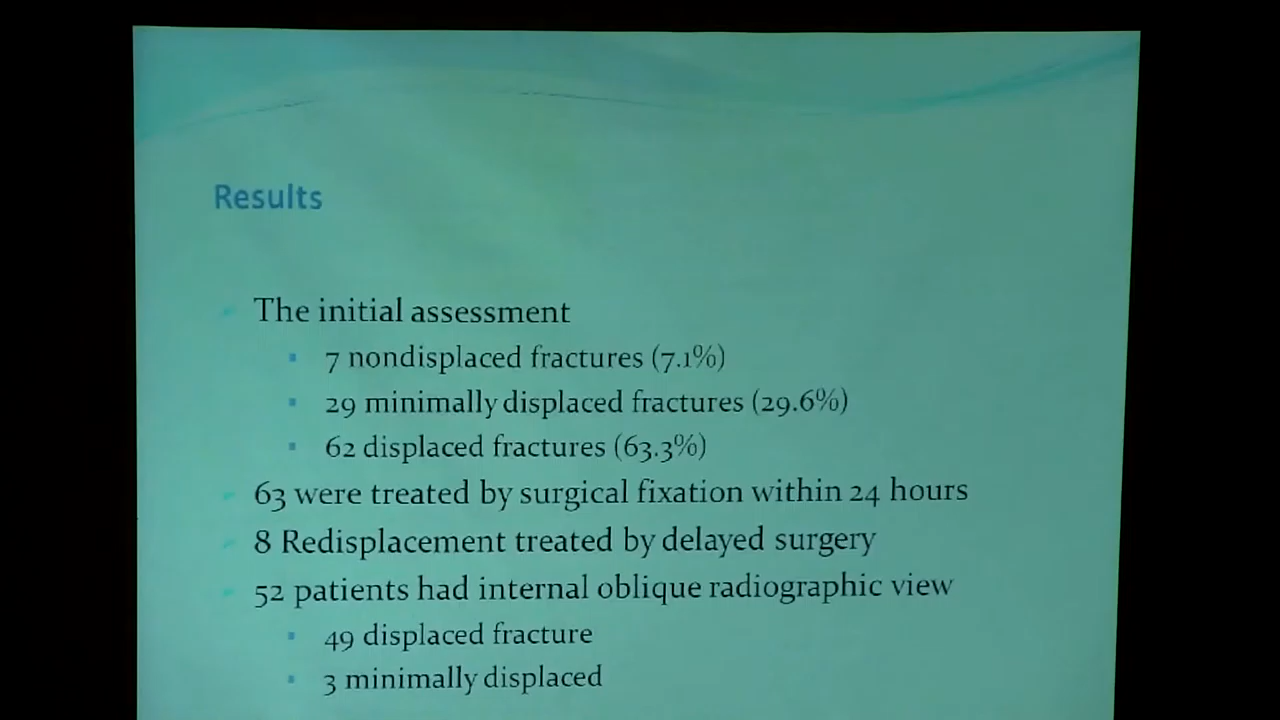 Results
The initial assessment
7 nondisplaced fractures (7.1%)
29 minimally displaced fractures (29.6%)
62 displaced fractures (63.3%)
63 were treated by surgical fixation within 24 hours
8 Redisplacement treated by delayed surgery
52 patients had internal oblique radiographic view
49 displaced fracture
3 minimally displaced